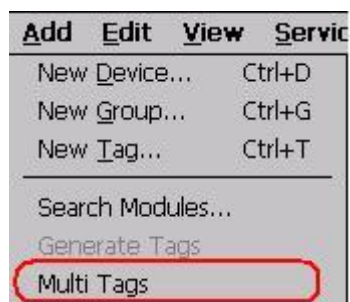 Add Edit View Servic
New Device... Ctrl+D
New Group... Ctrl+G
New Tag... Ctrl+T
Search Modules...
Generate Tags
Multi Tags